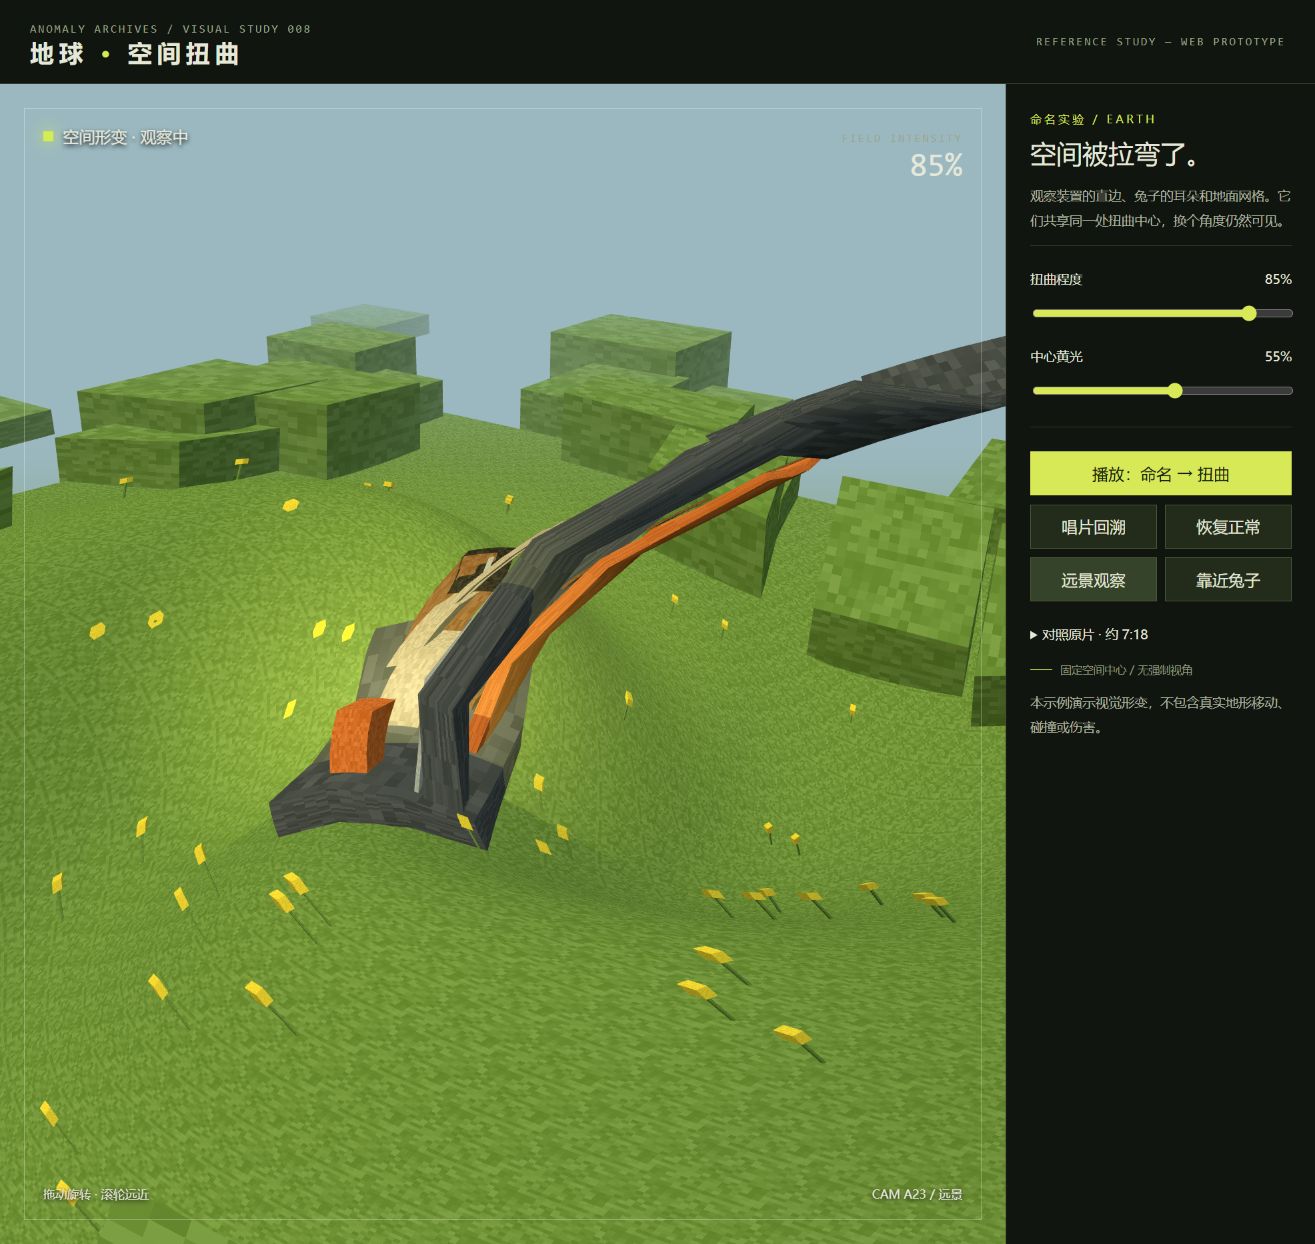 ANOMALY ARCHIVES / VISUAL STUDY 008
地球 • 空间扭曲
REFERENCE STUDY — WEB PROTOTYPE
空间形变 · 观察中
FIELD INTENSITY
85%
拖动旋转 · 滚轮远近
CAM A23 / 远景
命名实验 / EARTH
空间被拉弯了。
观察装置的直边、兔子的耳朵和地面网格。它
们共享同一处扭曲中心，换个角度仍然可见。
扭曲程度 85%
中心黄光 55%
播放：命名 → 扭曲
唱片回溯 恢复正常
远景观察 靠近兔子
▶ 对照原片 · 约 7:18
固定空间中心 / 无强制视角
本示例演示视觉形变，不包含真实地形移动、
碰撞或伤害。